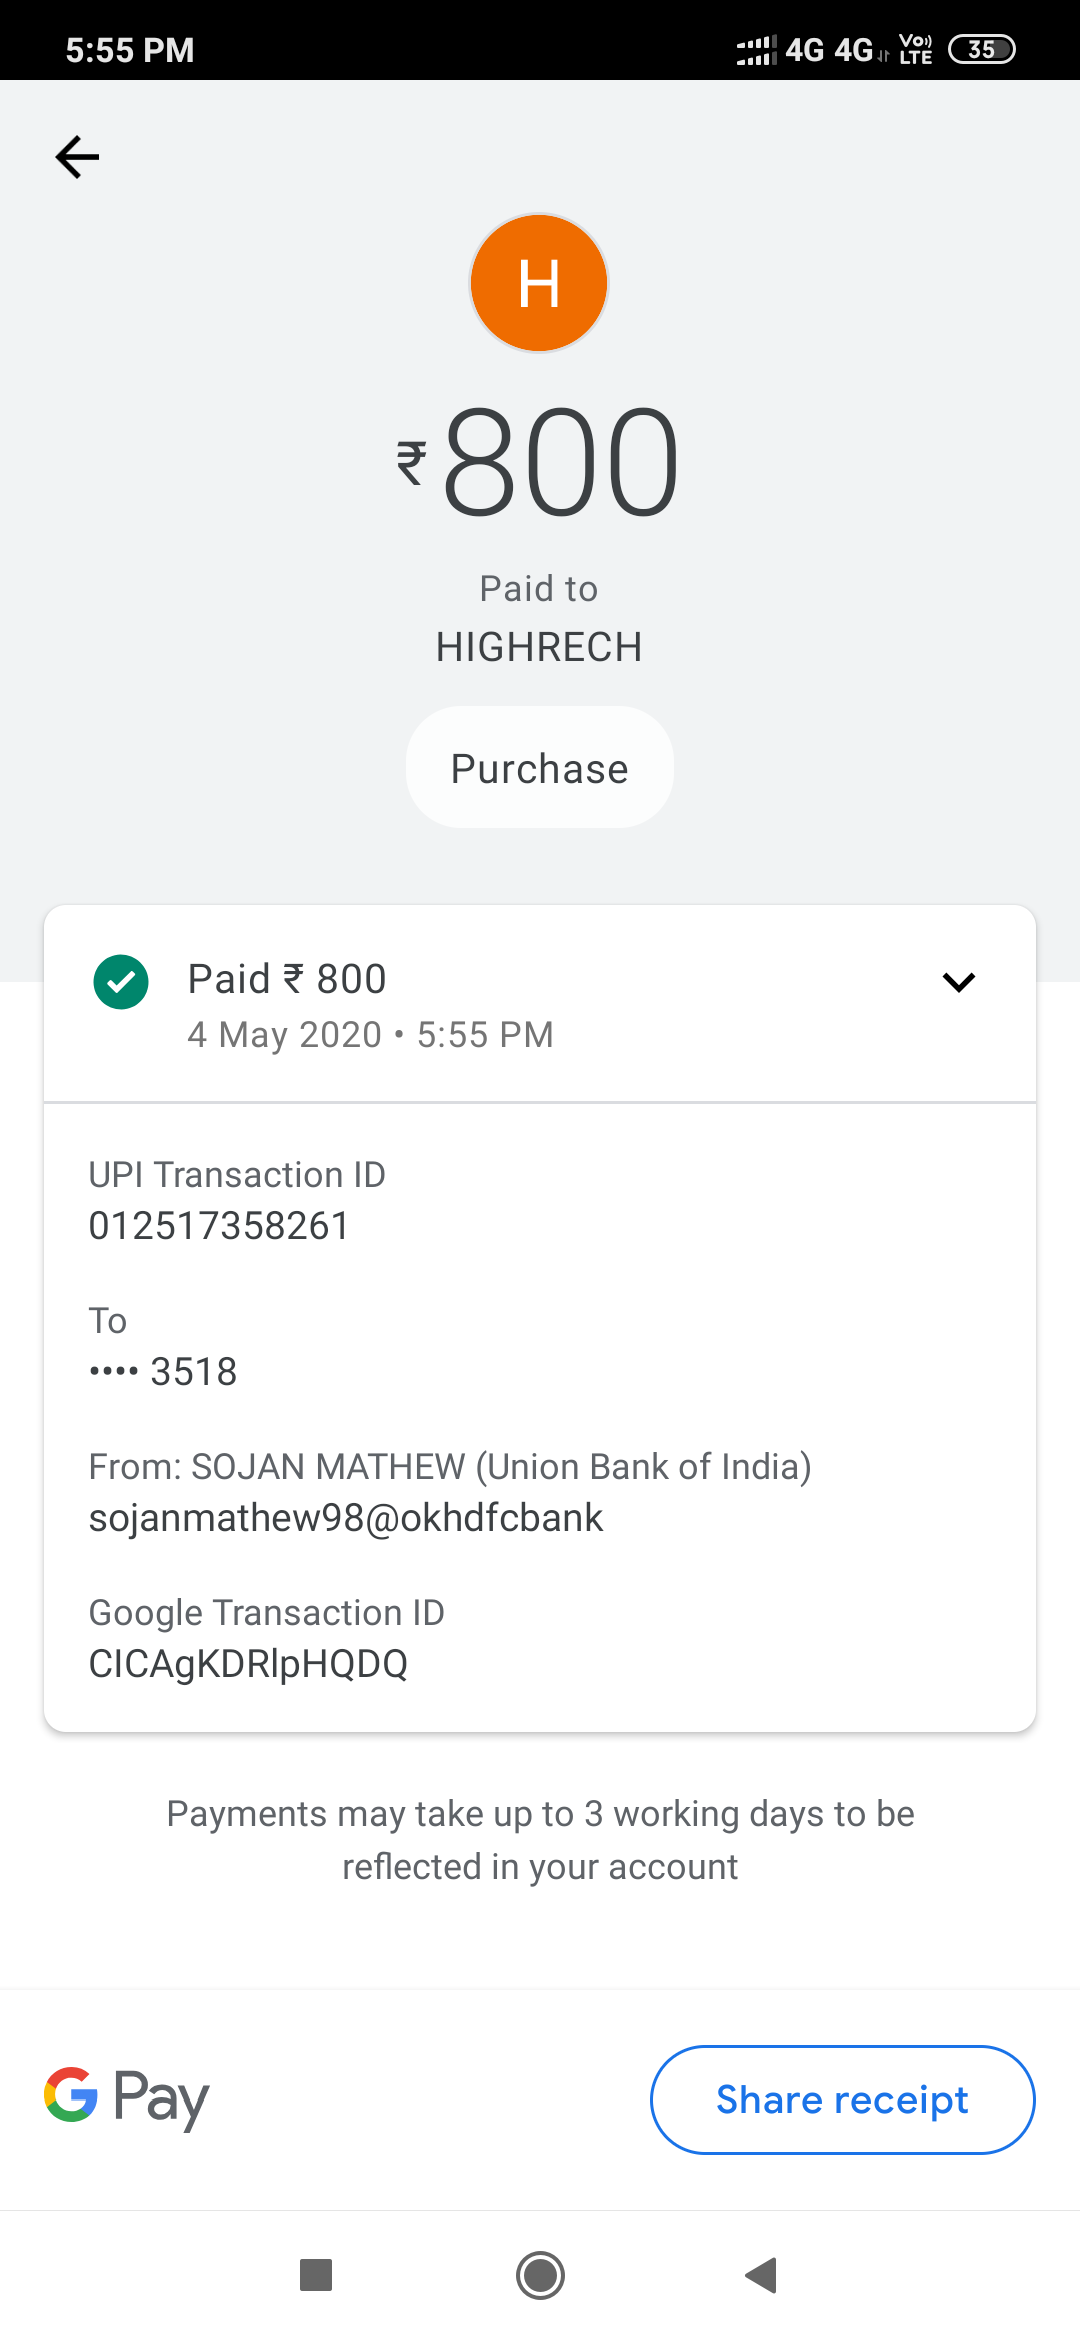 5:55 PM 4G 4G Vo)) LTE 35
H
₹800
Paid to
HIGHRECH
Purchase
Paid ₹ 800
4 May 2020 • 5:55 PM
UPI Transaction ID
012517358261
To
•••• 3518
From: SOJAN MATHEW (Union Bank of India)
sojanmathew98@okhdfcbank
Google Transaction ID
CICAgKDRlpHQDQ
Payments may take up to 3 working days to be
reflected in your account
G Pay
Share receipt